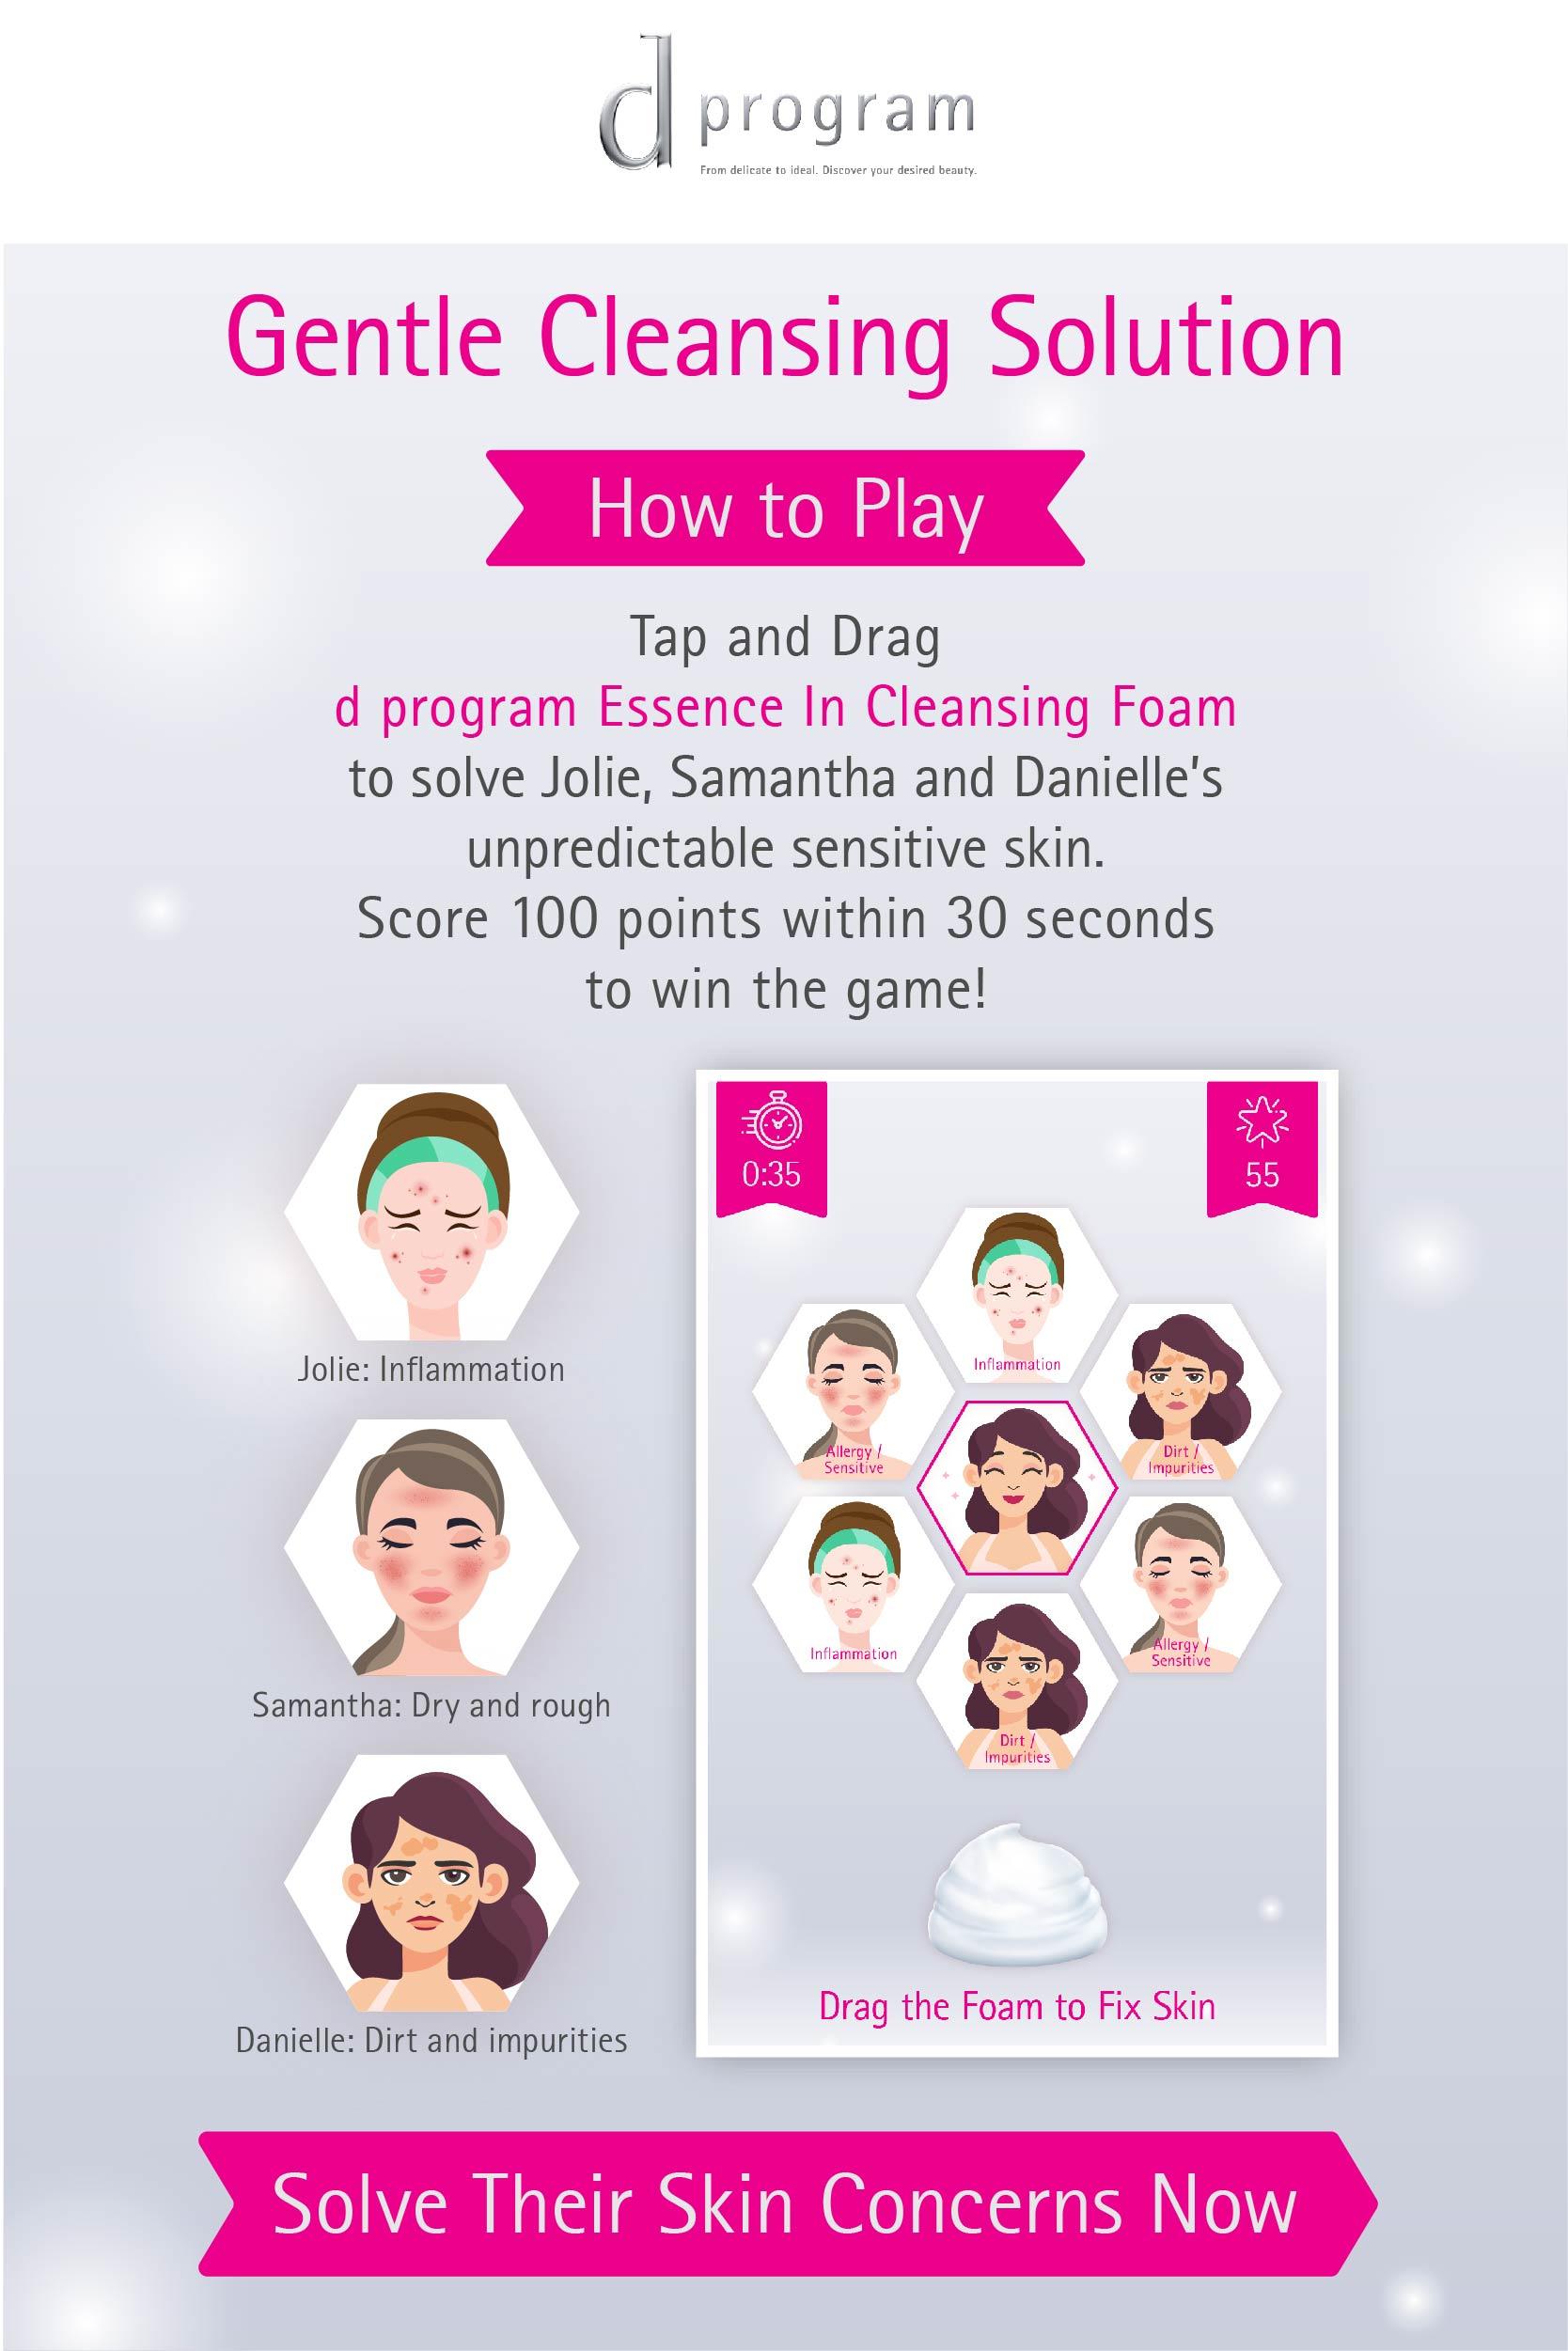 d program
From delicate to ideal. Discover your desired beauty.
Gentle Cleansing Solution
How to Play
Tap and Drag
d program Essence In Cleansing Foam
to solve Jolie, Samantha and Danielle's
unpredictable sensitive skin.
Score 100 points within 30 seconds
to win the game!
Jolie: Inflammation
Samantha: Dry and rough
Danielle: Dirt and impurities
0:35
55
Inflammation
Allergy /
Sensitive
Dirt /
Impurities
Inflammation
Allergy /
Sensitive
Dirt /
Impurities
Drag the Foam to Fix Skin
Solve Their Skin Concerns Now